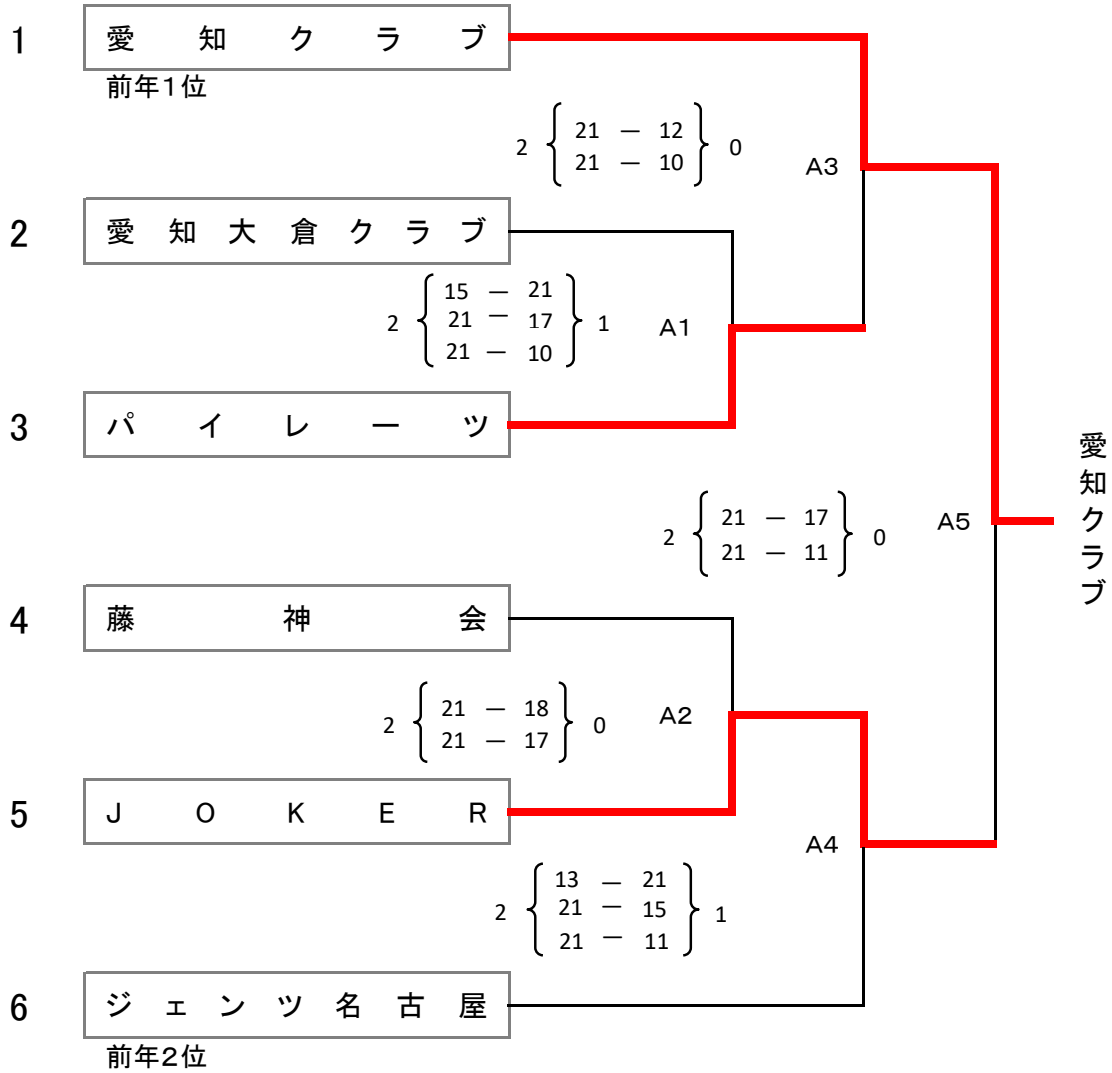 1 愛知クラブ
前年1位
2 { 21 — 12 } 0
21 — 10
A3
2 愛知大倉クラブ
2 { 15 — 21 } 1
21 — 17
21 — 10
A1
3 パイレーツ
愛知クラブ
2 { 21 — 17 } 0
21 — 11
A5
4 藤神会
2 { 21 — 18 } 0
21 — 17
A2
5 JOKER
A4
2 { 13 — 21 } 1
21 — 15
21 — 11
6 ジェンツ名古屋
前年2位